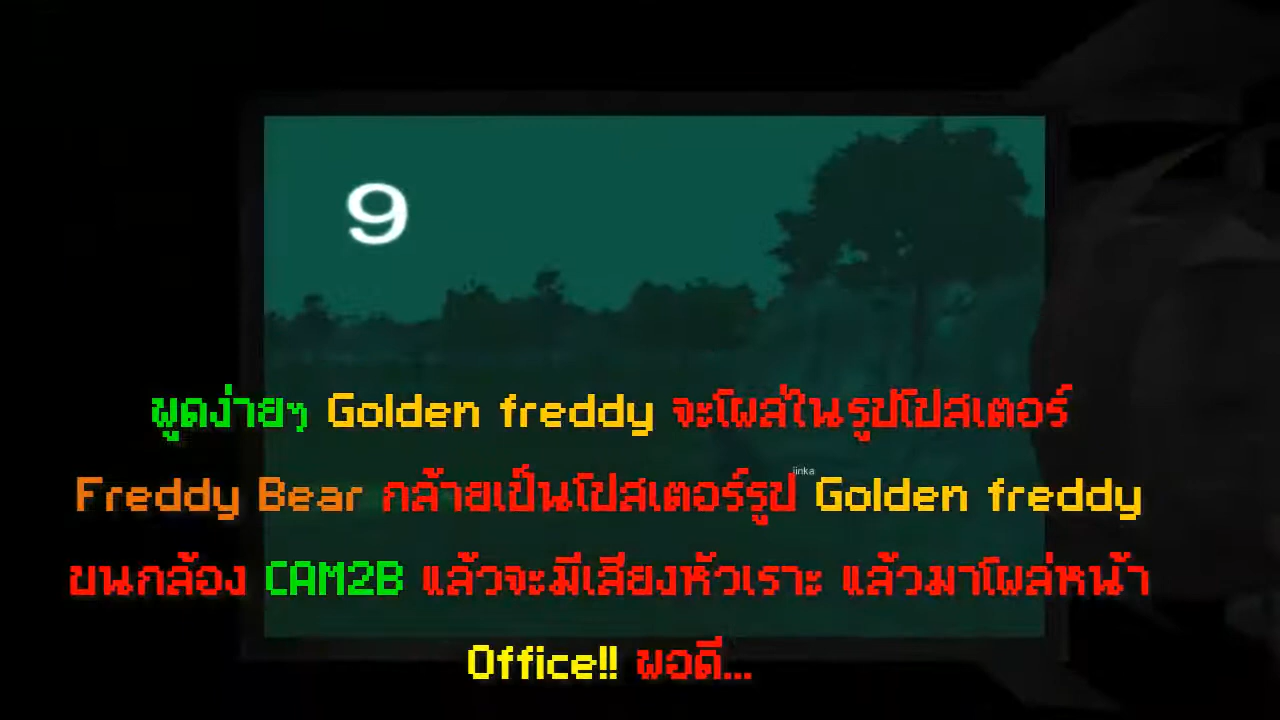 9
พูดง่ายๆ Golden freddy จะโผล่ในรูปโปสเตอร์
jinka
Freddy Bear กล้ายเป็นโปสเตอร์รูป Golden freddy
บนกล้อง CAM2B แล้วจะมีเสียงหัวเราะ แล้วมาโผล่หน้า
Office!! พอดี...